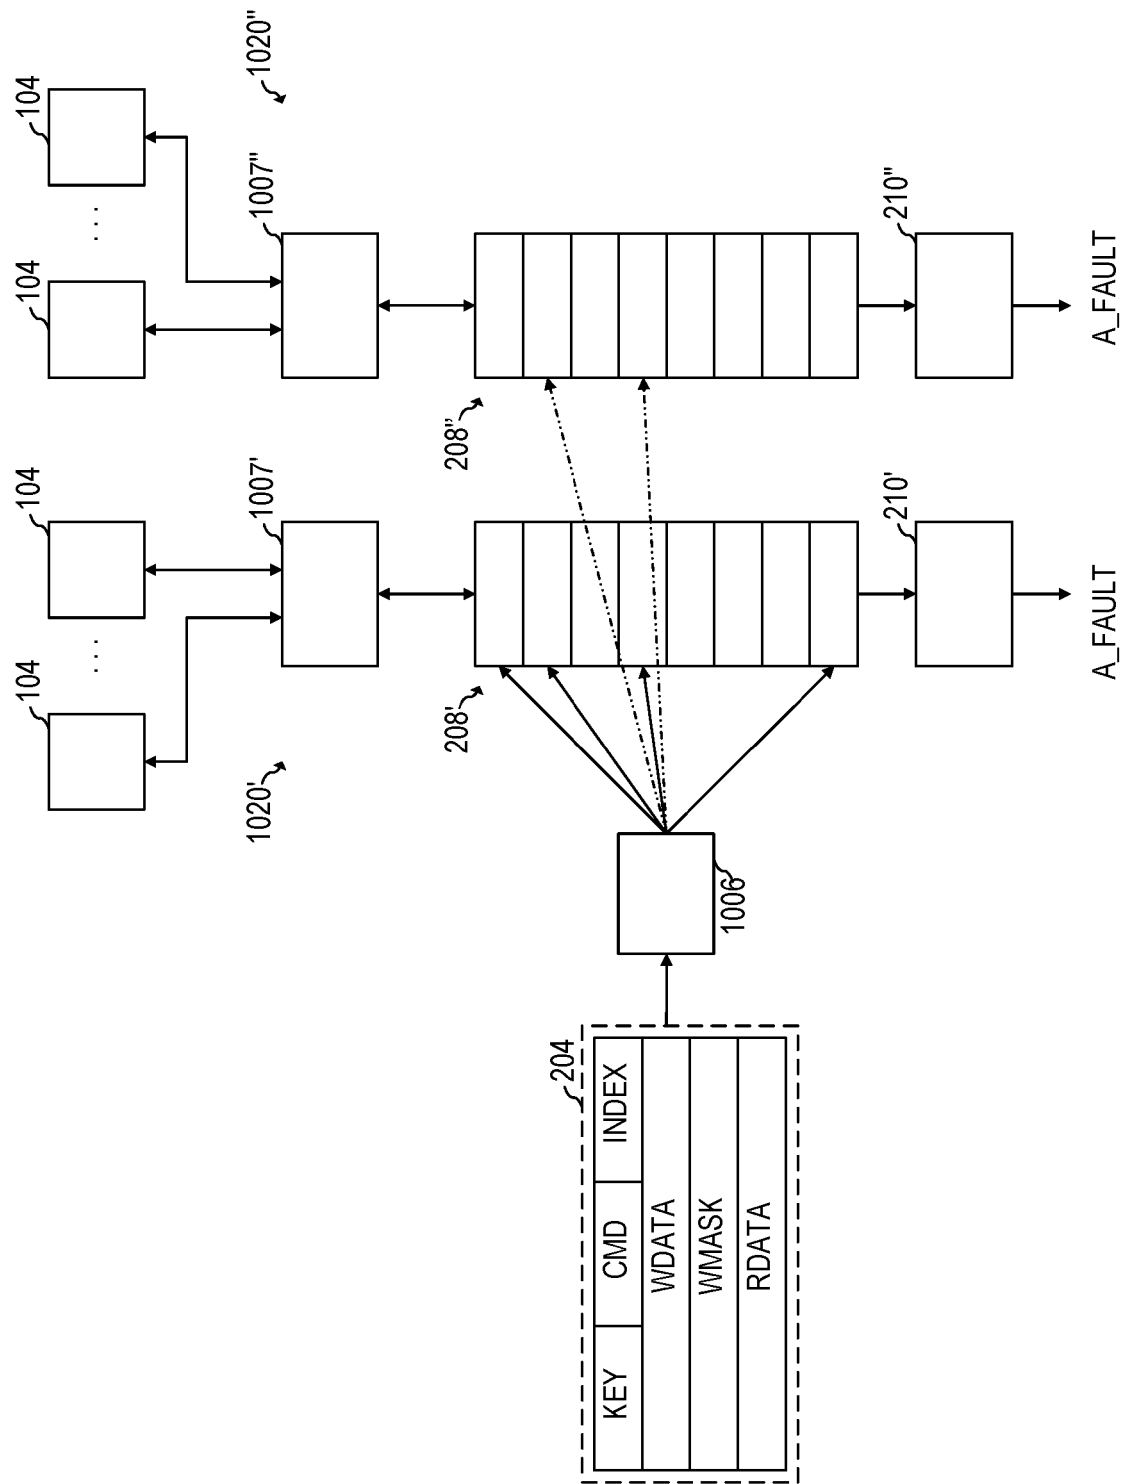 104
104
104
104
1020'
1007'
1007"
1020"
208'
208"
204
KEY
CMD
INDEX
WDATA
WMASK
RDATA
1006
210'
210"
A_FAULT
A_FAULT
. . .
. . .